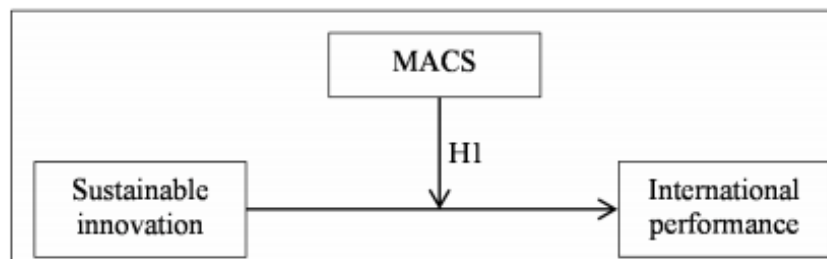 MACS
H1
Sustainable
innovation
International
performance